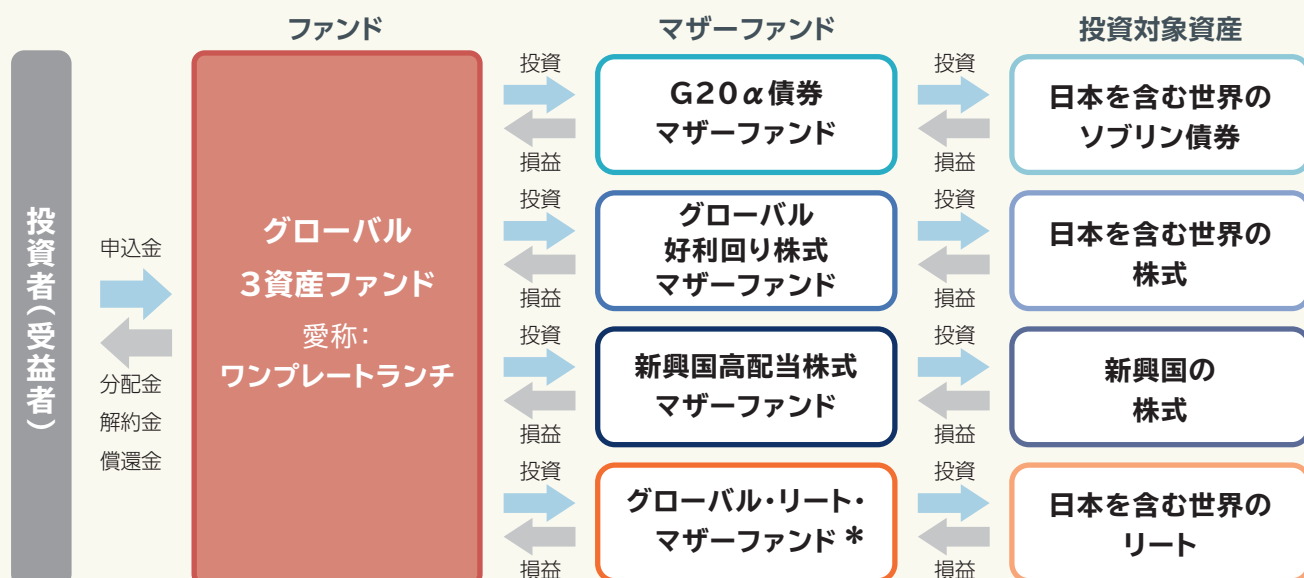 ファンド
マザーファンド
投資対象資産
投資者(受益者)
申込金
分配金
解約金
償還金
グローバル
3資産ファンド
愛称:
ワンプレートランチ
投資
損益
G20α債券
マザーファンド
投資
損益
日本を含む世界の
ソブリン債券
投資
損益
グローバル
好利回り株式
マザーファンド
投資
損益
日本を含む世界の
株式
投資
損益
新興国高配当株式
マザーファンド
投資
損益
新興国の
株式
投資
損益
グローバル・リート・
マザーファンド*
投資
損益
日本を含む世界の
リート